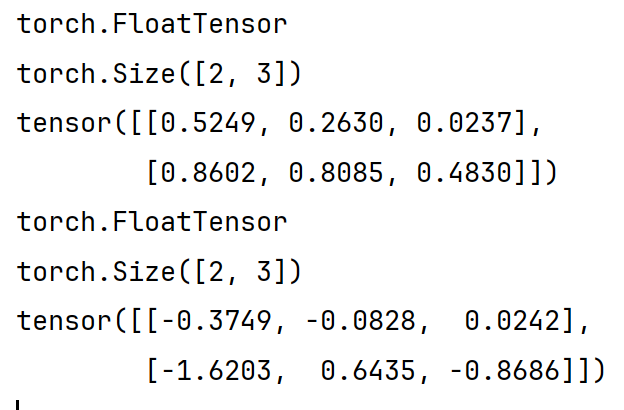 torch.FloatTensor
torch.Size([2, 3])
tensor([[0.5249, 0.2630, 0.0237],
        [0.8602, 0.8085, 0.4830]])
torch.FloatTensor
torch.Size([2, 3])
tensor([[-0.3749, -0.0828,  0.0242],
        [-1.6203,  0.6435, -0.8686]])